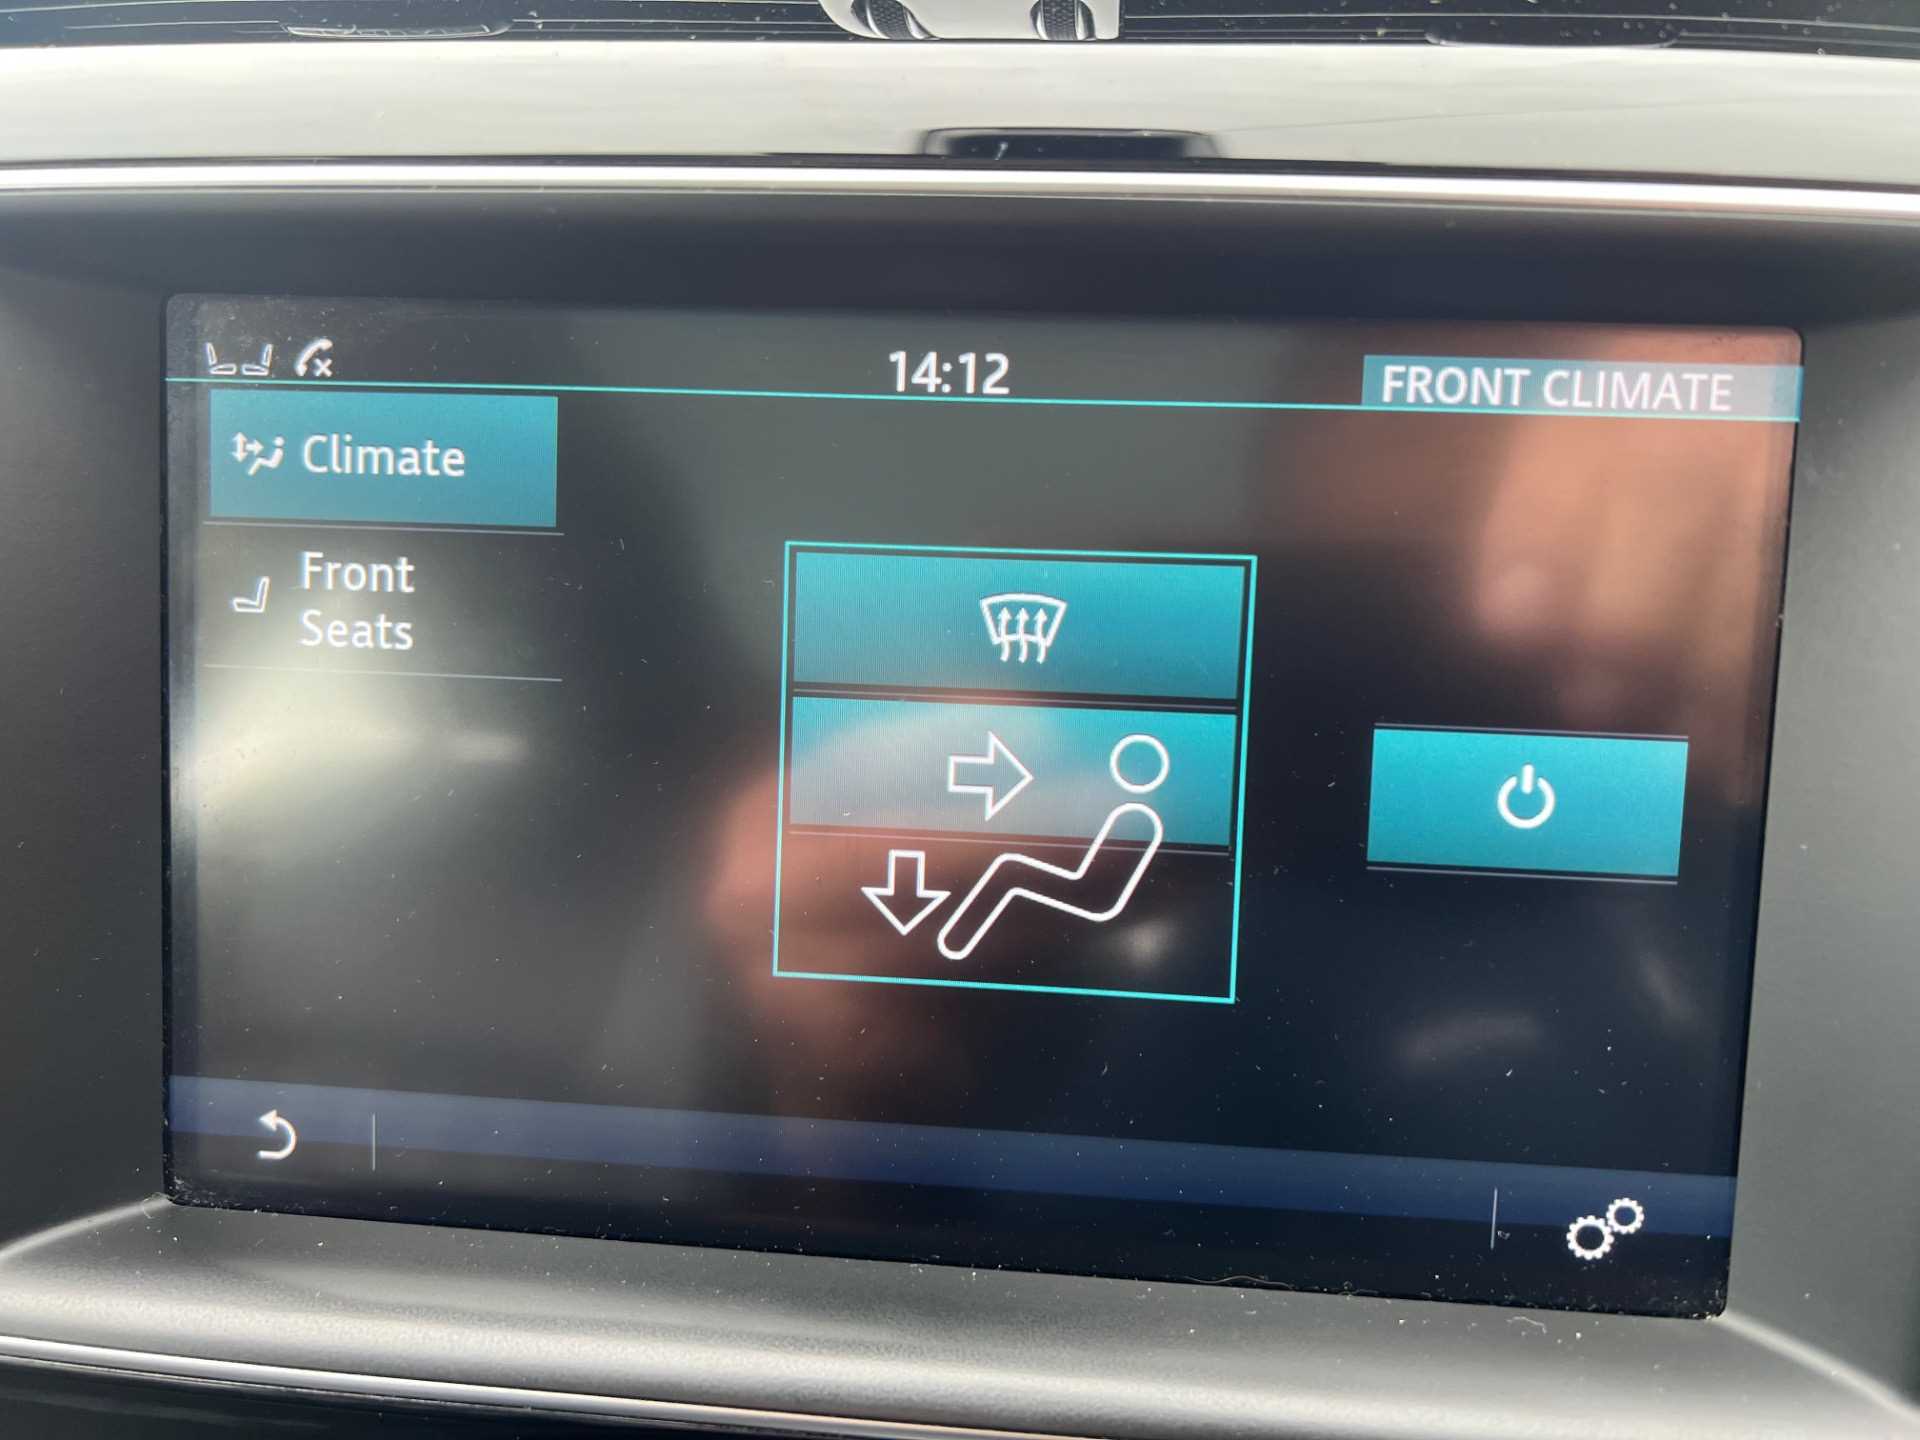 14:12
FRONT CLIMATE
Climate
Front
Seats